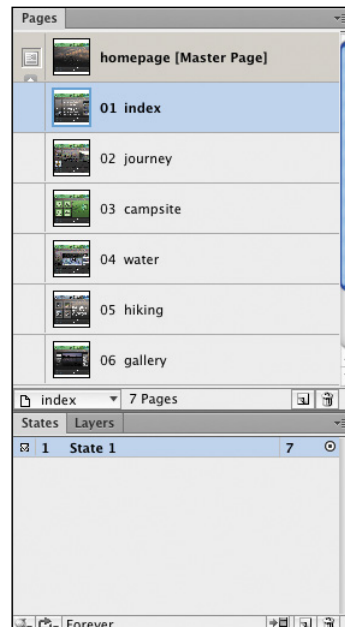 Pages
homepage [Master Page]
01 index
02 journey
03 campsite
04 water
05 hiking
06 gallery
index 7 Pages
States Layers
1 State 1 7
Forever